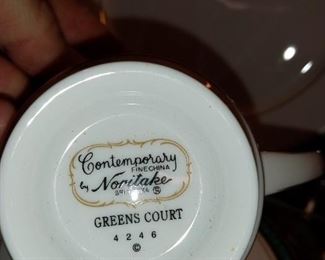 Contemporary
FINE CHINA
by Noritake ®
GREENS COURT
4246
©